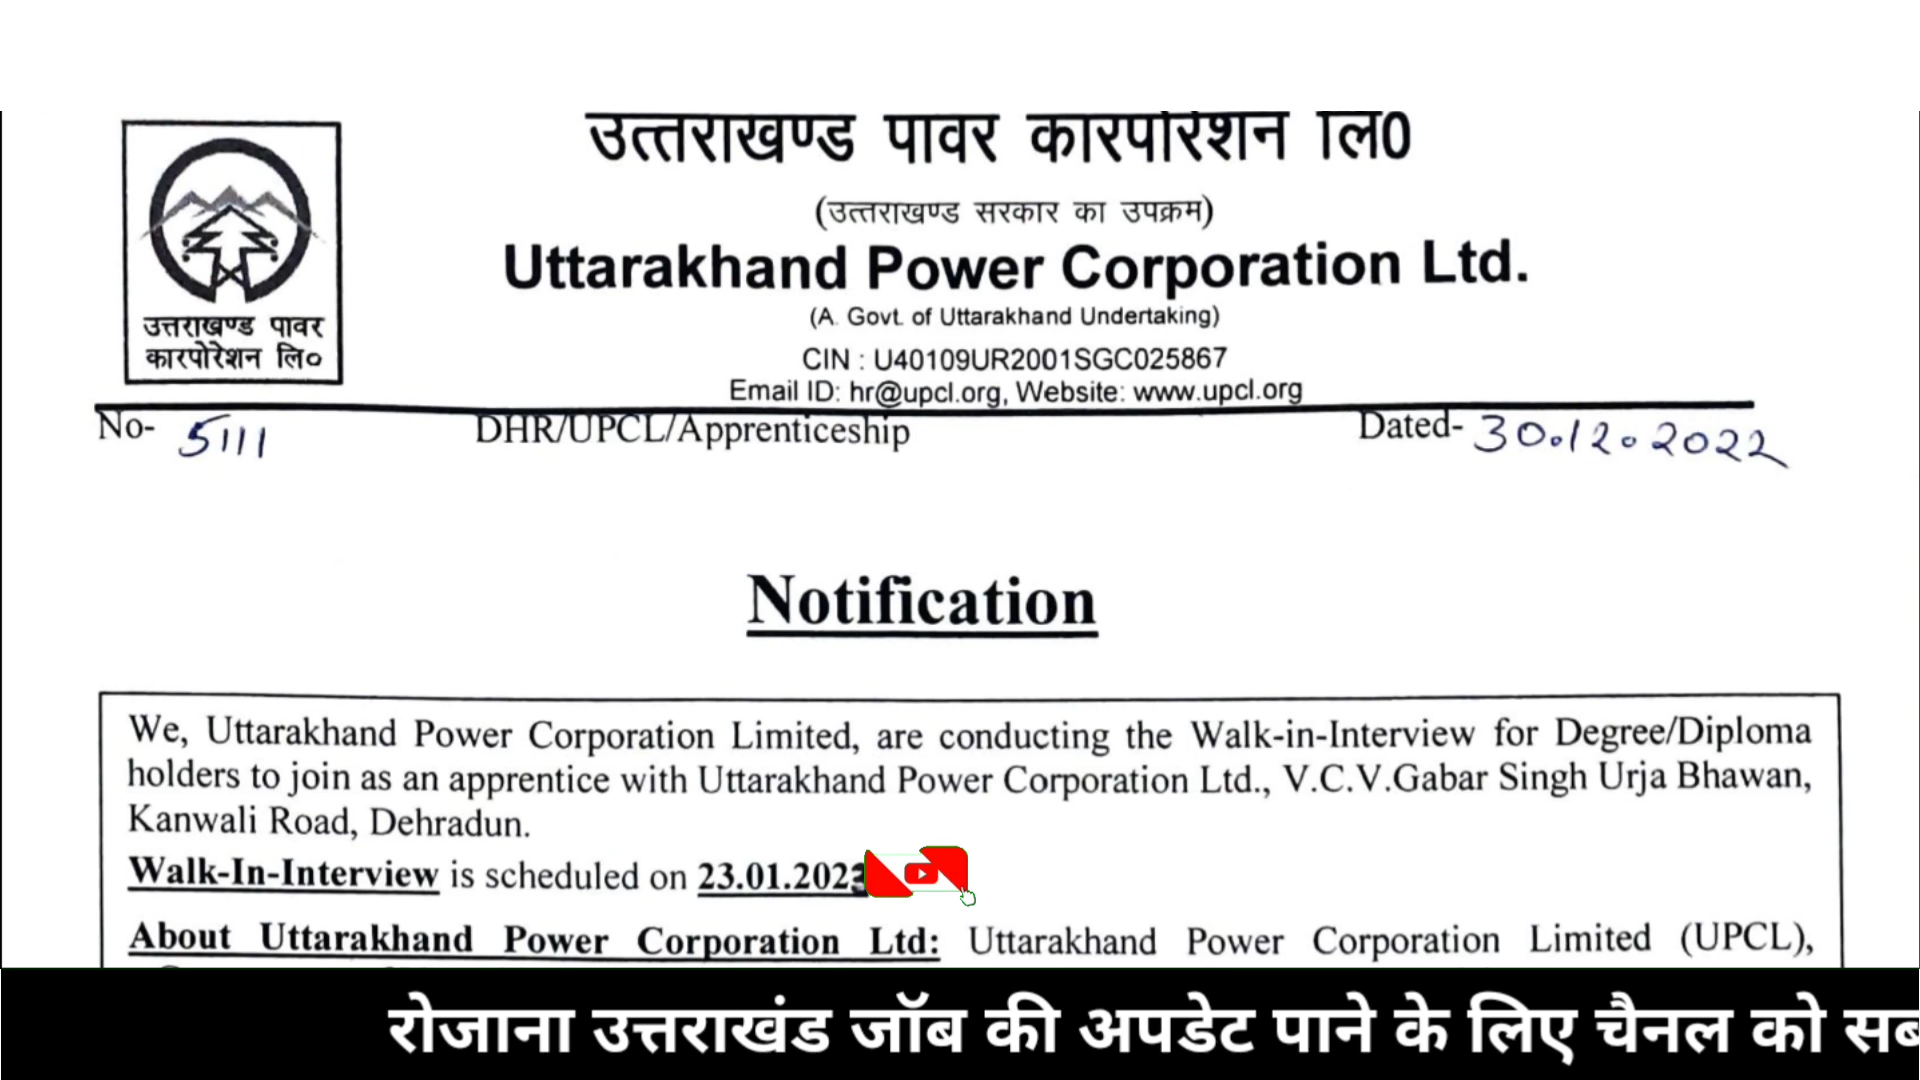 उत्तराखण्ड पावर कारपोरेशन लि0
(उत्तराखण्ड सरकार का उपक्रम)
Uttarakhand Power Corporation Ltd.
(A. Govt. of Uttarakhand Undertaking)
CIN : U40109UR2001SGC025867
Email ID: hr@upcl.org, Website: www.upcl.org
उत्तराखण्ड पावर
कारपोरेशन लि०
No- 5111 DHR/UPCL/Apprenticeship Dated- 30.12.2022
Notification
We, Uttarakhand Power Corporation Limited, are conducting the Walk-in-Interview for Degree/Diploma
holders to join as an apprentice with Uttarakhand Power Corporation Ltd., V.C.V.Gabar Singh Urja Bhawan,
Kanwali Road, Dehradun.
Walk-In-Interview is scheduled on 23.01.2023
About Uttarakhand Power Corporation Ltd: Uttarakhand Power Corporation Limited (UPCL),
रोजाना उत्तराखंड जॉब की अपडेट पाने के लिए चैनल को सब